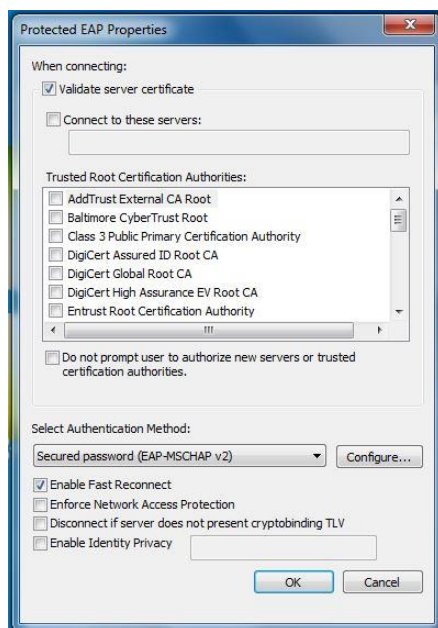 Protected EAP Properties
When connecting:
Validate server certificate
Connect to these servers:
Trusted Root Certification Authorities:
AddTrust External CA Root
Baltimore CyberTrust Root
Class 3 Public Primary Certification Authority
DigiCert Assured ID Root CA
DigiCert Global Root CA
DigiCert High Assurance EV Root CA
Entrust Root Certification Authority
Do not prompt user to authorize new servers or trusted
certification authorities.
Select Authentication Method:
Secured password (EAP-MSCHAP v2)
Configure...
Enable Fast Reconnect
Enforce Network Access Protection
Disconnect if server does not present cryptobinding TLV
Enable Identity Privacy
OK
Cancel